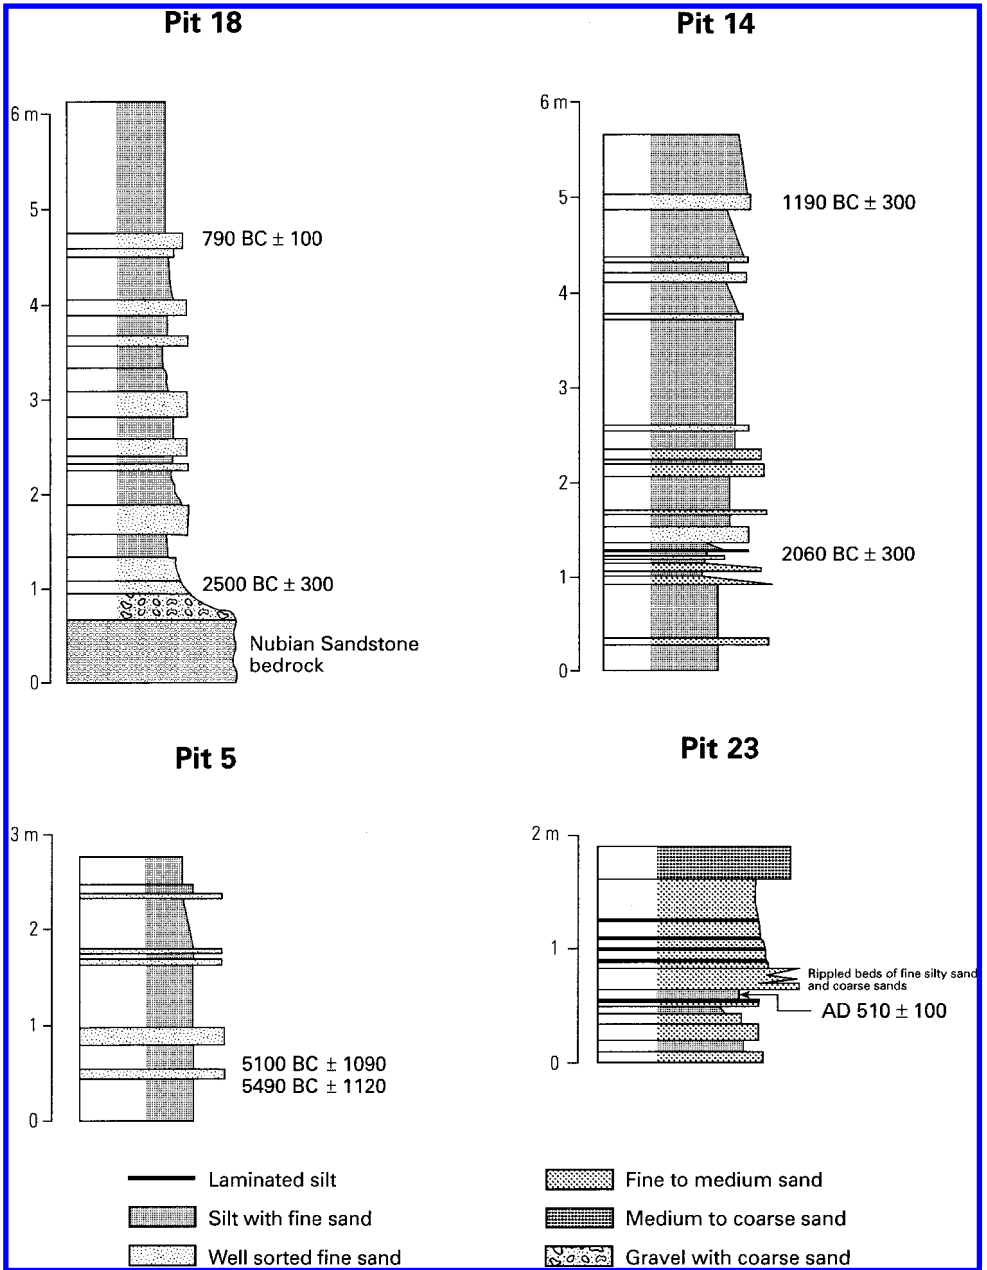 Pit 18
6 m
5
4
3
2
1
0
790 BC ± 100
2500 BC ± 300
Nubian Sandstone
bedrock
Pit 14
6 m
5
4
3
2
1
0
1190 BC ± 300
2060 BC ± 300
Pit 5
3 m
2
1
0
5100 BC ± 1090
5490 BC ± 1120
Pit 23
2 m
1
0
Rippled beds of fine silty sand
and coarse sands
AD 510 ± 100
Laminated silt
Silt with fine sand
Well sorted fine sand
Fine to medium sand
Medium to coarse sand
Gravel with coarse sand